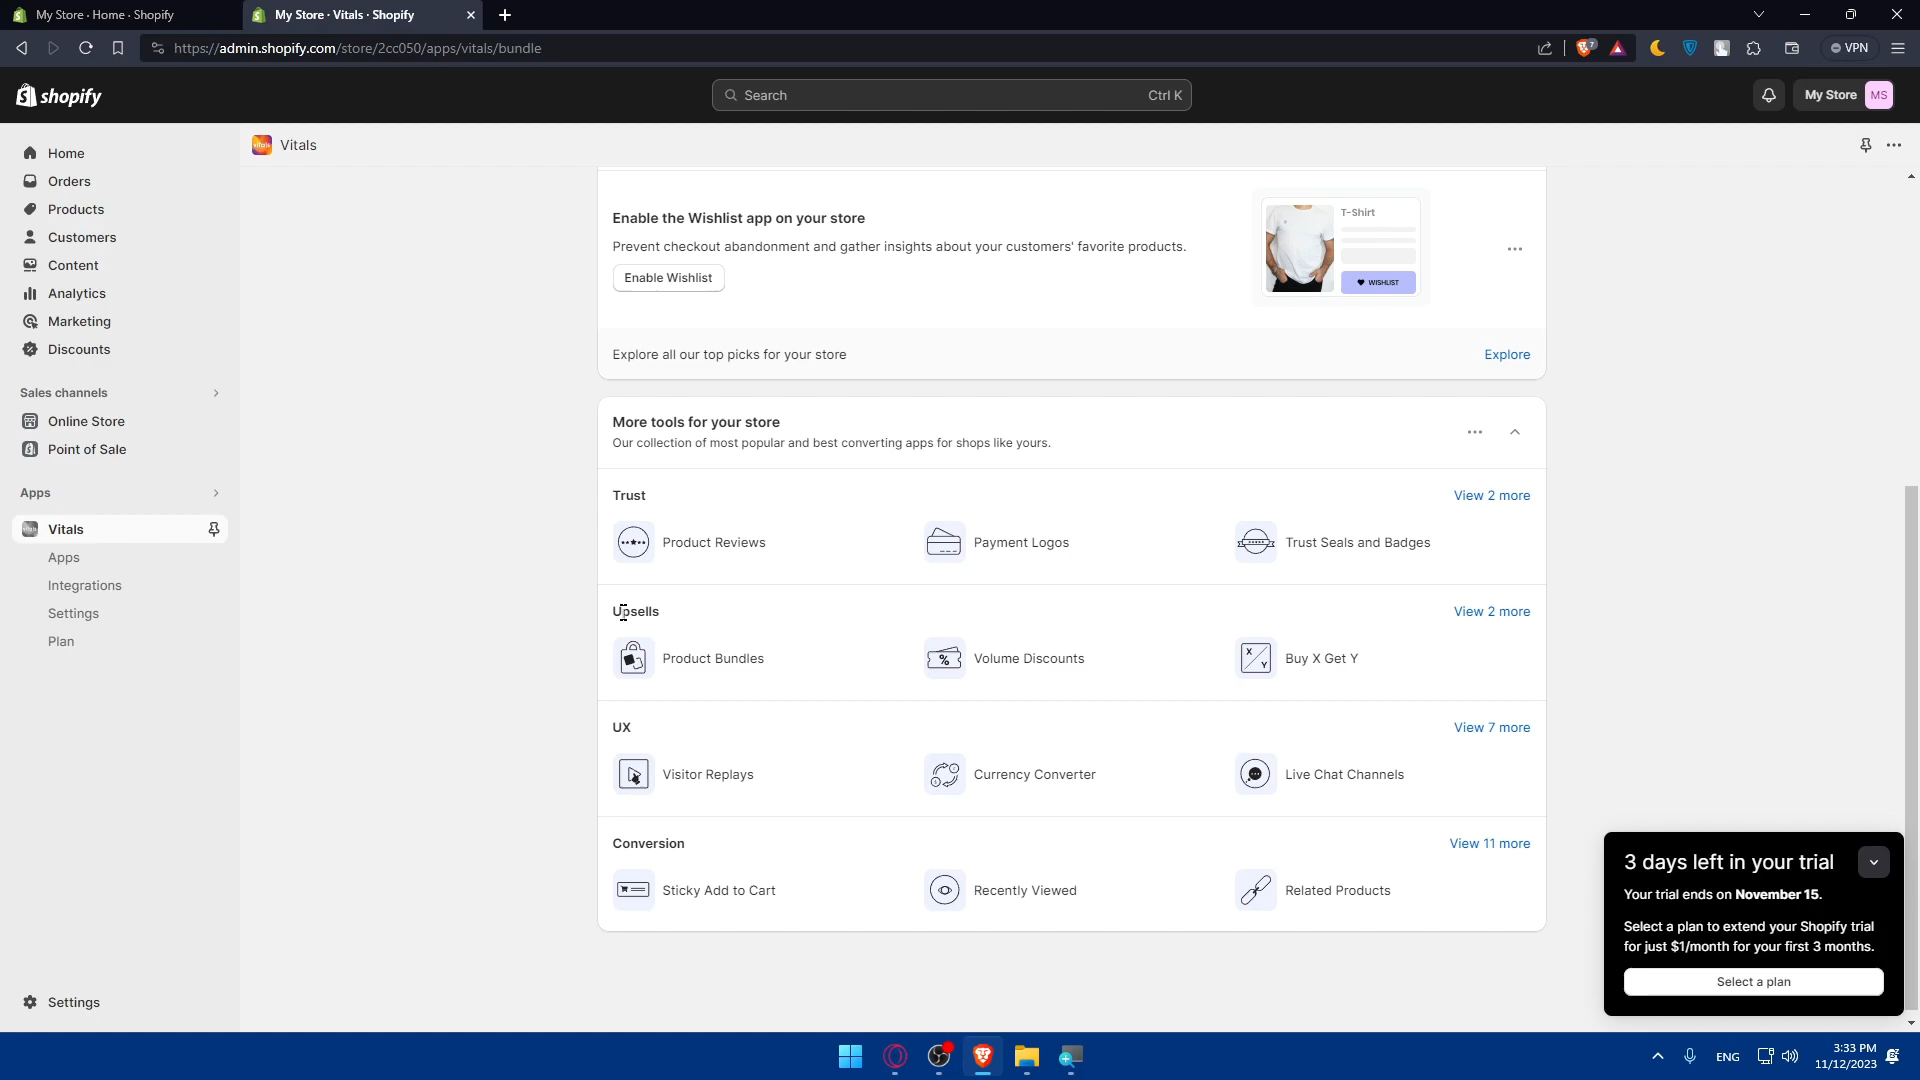 My Store · Home · Shopify
My Store · Vitals · Shopify
https://admin.shopify.com/store/2cc050/apps/vitals/bundle
7
VPN
shopify
Search
Ctrl K
My Store
MS
Home
Orders
Products
Customers
Content
Analytics
Marketing
Discounts
Sales channels
Online Store
Point of Sale
Apps
Vitals
Apps
Integrations
Settings
Plan
Settings
Vitals
Enable the Wishlist app on your store
Prevent checkout abandonment and gather insights about your customers' favorite products.
Enable Wishlist
T-Shirt
WISHLIST
Explore all our top picks for your store
Explore
More tools for your store
Our collection of most popular and best converting apps for shops like yours.
Trust
View 2 more
Product Reviews
Payment Logos
Trust Seals and Badges
Upsells
View 2 more
Product Bundles
%
Volume Discounts
X
Y
Buy X Get Y
UX
View 7 more
Visitor Replays
Currency Converter
Live Chat Channels
Conversion
View 11 more
Sticky Add to Cart
Recently Viewed
Related Products
3 days left in your trial
Your trial ends on November 15.
Select a plan to extend your Shopify trial
for just $1/month for your first 3 months.
Select a plan
ENG
3:33 PM
11/12/2023